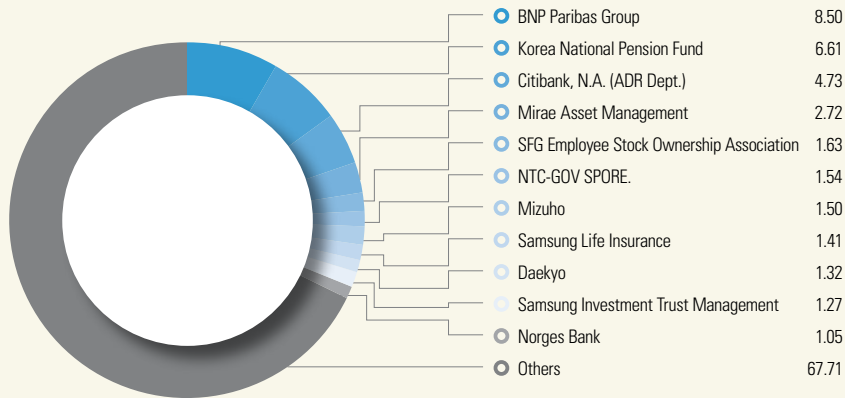 BNP Paribas Group 8.50
Korea National Pension Fund 6.61
Citibank, N.A. (ADR Dept.) 4.73
Mirae Asset Management 2.72
SFG Employee Stock Ownership Association 1.63
NTC-GOV SPORE. 1.54
Mizuho 1.50
Samsung Life Insurance 1.41
Daekyo 1.32
Samsung Investment Trust Management 1.27
Norges Bank 1.05
Others 67.71